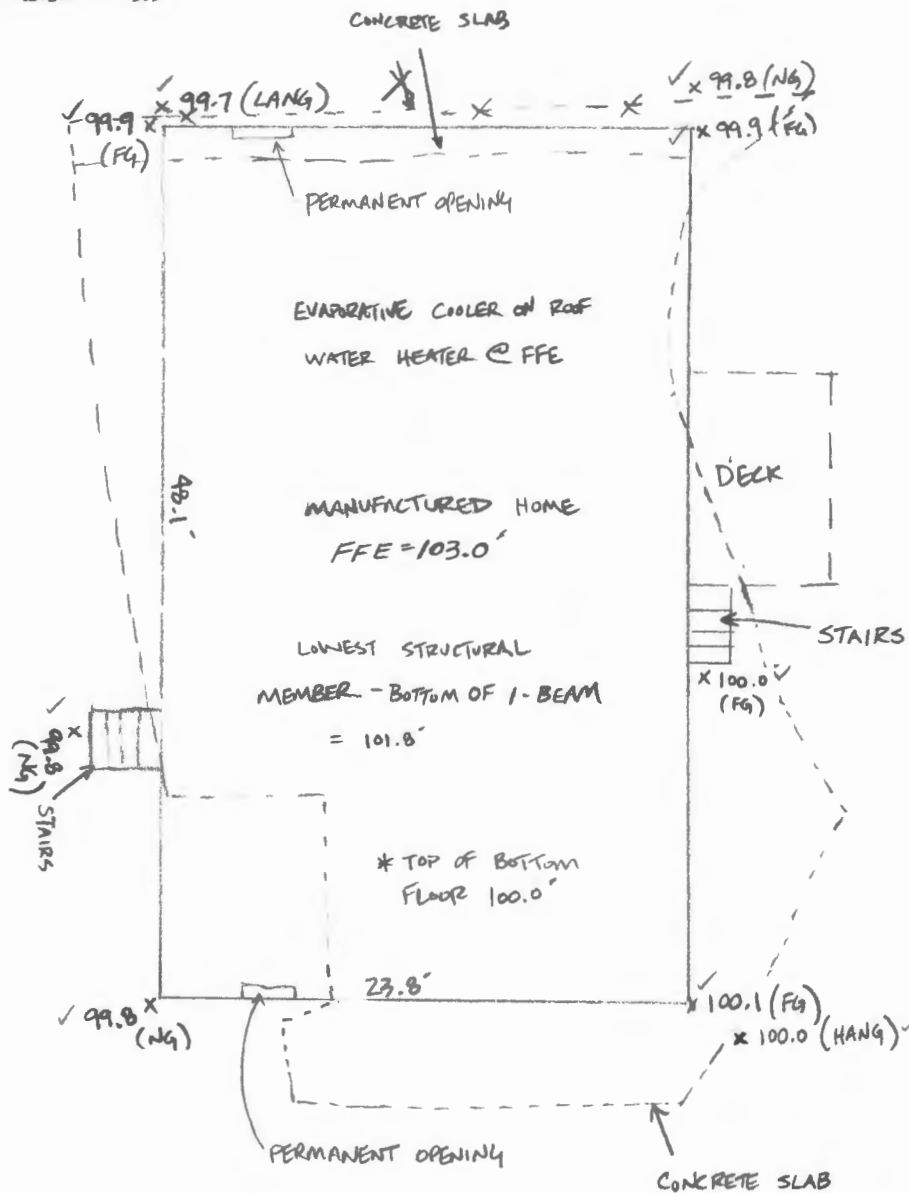 CONCRETE SLAB
✓ 99.7 (LANG)
✓ 99.8 (NG)
✓ 99.9 (FG)
✓ 99.9 (FG)
PERMANENT OPENING
EVAPORATIVE COOLER ON ROOF
WATER HEATER @ FFE
DECK
48.1'
MANUFACTURED HOME
FFE = 103.0'
STAIRS
LOWEST STRUCTURAL
MEMBER - BOTTOM OF I-BEAM
= 101.8'
100.0 ✓
(FG)
✓ 99.8
(NG)
STAIRS
* TOP OF BOTTOM
FLOOR 100.0'
23.8'
✓ 99.8
(NG)
✓ 100.1 (FG)
100.0 (HANG) ✓
PERMANENT OPENING
CONCRETE SLAB